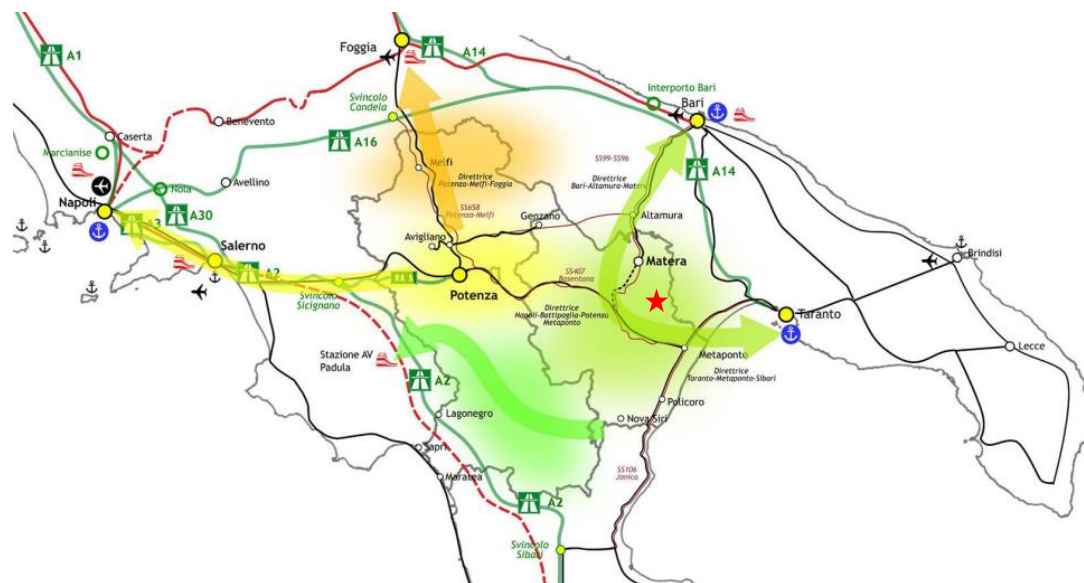 Foggia
A14
A1
Interporto Bari
Svincolo
Candela
Bari
Benevento
Caserta
Marcianise
A16
SS99-SS96
Melfi
Direttrice
Potenza-Melfi-Foggia
Direttrice
Bari-Altamura-Matera
A14
Nola
Avellino
Napoli
A30
SS658
Potenza-Melfi
Genzano
Altamura
A3
Avigliano
Salerno
Matera
Brindisi
A2
SS407
Basentana
Svincolo
Sicignano
Potenza
Direttrice
Napoli-Battipaglia-Potenza
Metaponto
Taranto
Lecce
Stazione AV
Padula
Metaponto
Direttrice
Taranto-Metaponto-Sibari
A2
Policoro
Lagonegro
Nova Siri
Sapri
Maratea
SS106
Jonica
A2
Svincolo
Sibari